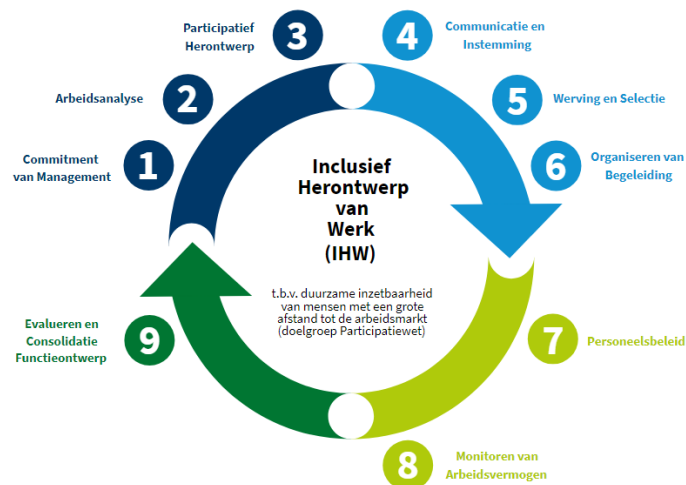 Inclusief
Herontwerp
van
Werk
(IHW)
t.b.v. duurzame inzetbaarheid
van mensen met een grote
afstand tot de arbeidsmarkt
(doelgroep Participatiewet)
1
Commitment
van Management
2
Arbeidsanalyse
3
Participatief
Herontwerp
4
Communicatie en
Instemming
5
Werving en Selectie
6
Organiseren van
Begeleiding
7
Personeelsbeleid
8
Monitoren van
Arbeidsvermogen
9
Evalueren en
Consolidatie
Functieontwerp